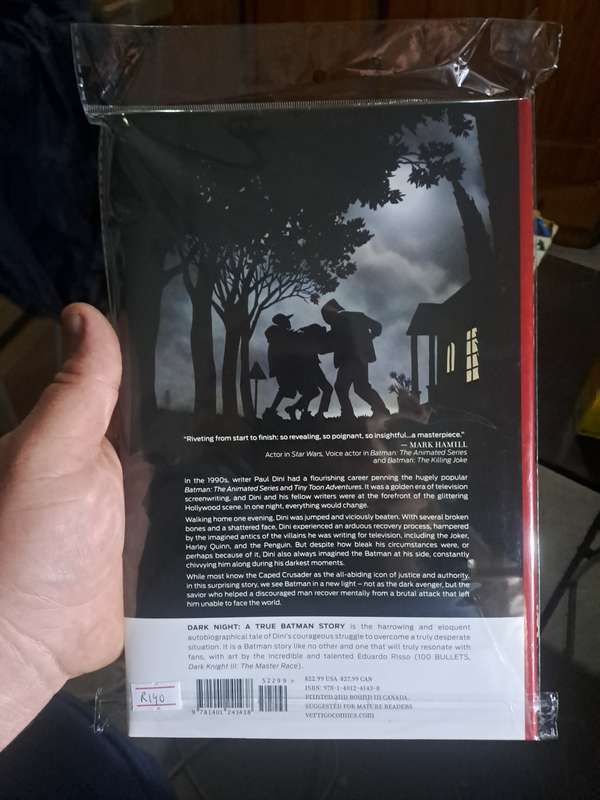 "Riveting from start to finish: so revealing, so poignant, so insightful...a masterpiece."
— MARK HAMILL
Actor in Star Wars, Voice actor in Batman: The Animated Series
and Batman: The Killing Joke
In the 1990s, writer Paul Dini had a flourishing career penning the hugely popular
Batman: The Animated Series and Tiny Toon Adventures. It was a golden era of television
screenwriting, and Dini and his fellow writers were at the forefront of the glittering
Hollywood scene. In one night, everything would change.
Walking home one evening, Dini was jumped and viciously beaten. With several broken
bones and a shattered face, Dini experienced an arduous recovery process, hampered
by the imagined antics of the villains he was writing for television, including the Joker,
Harley Quinn, and the Penguin. But despite how bleak his circumstances were, or
perhaps because of it, Dini also always imagined the Batman at his side, constantly
chivvying him along during his darkest moments.
While most know the Caped Crusader as the all-abiding icon of justice and authority,
in this surprising story, we see Batman in a new light – not as the dark avenger, but the
savior who helped a discouraged man recover mentally from a brutal attack that left
him unable to face the world.
DARK NIGHT: A TRUE BATMAN STORY is the harrowing and eloquent
autobiographical tale of Dini's courageous struggle to overcome a truly desperate
situation. It is a Batman story like no other and one that will truly resonate with
fans, with art by the incredible and talented Eduardo Risso (100 BULLETS,
Dark Knight III: The Master Race).
52299 >
$22.99 USA $27.99 CAN
ISBN: 978-1-4012-4143-8
PRINTED AND BOUND IN CANADA.
SUGGESTED FOR MATURE READERS
VERTIGOCOMICS.COM
R140
9 781401 241438